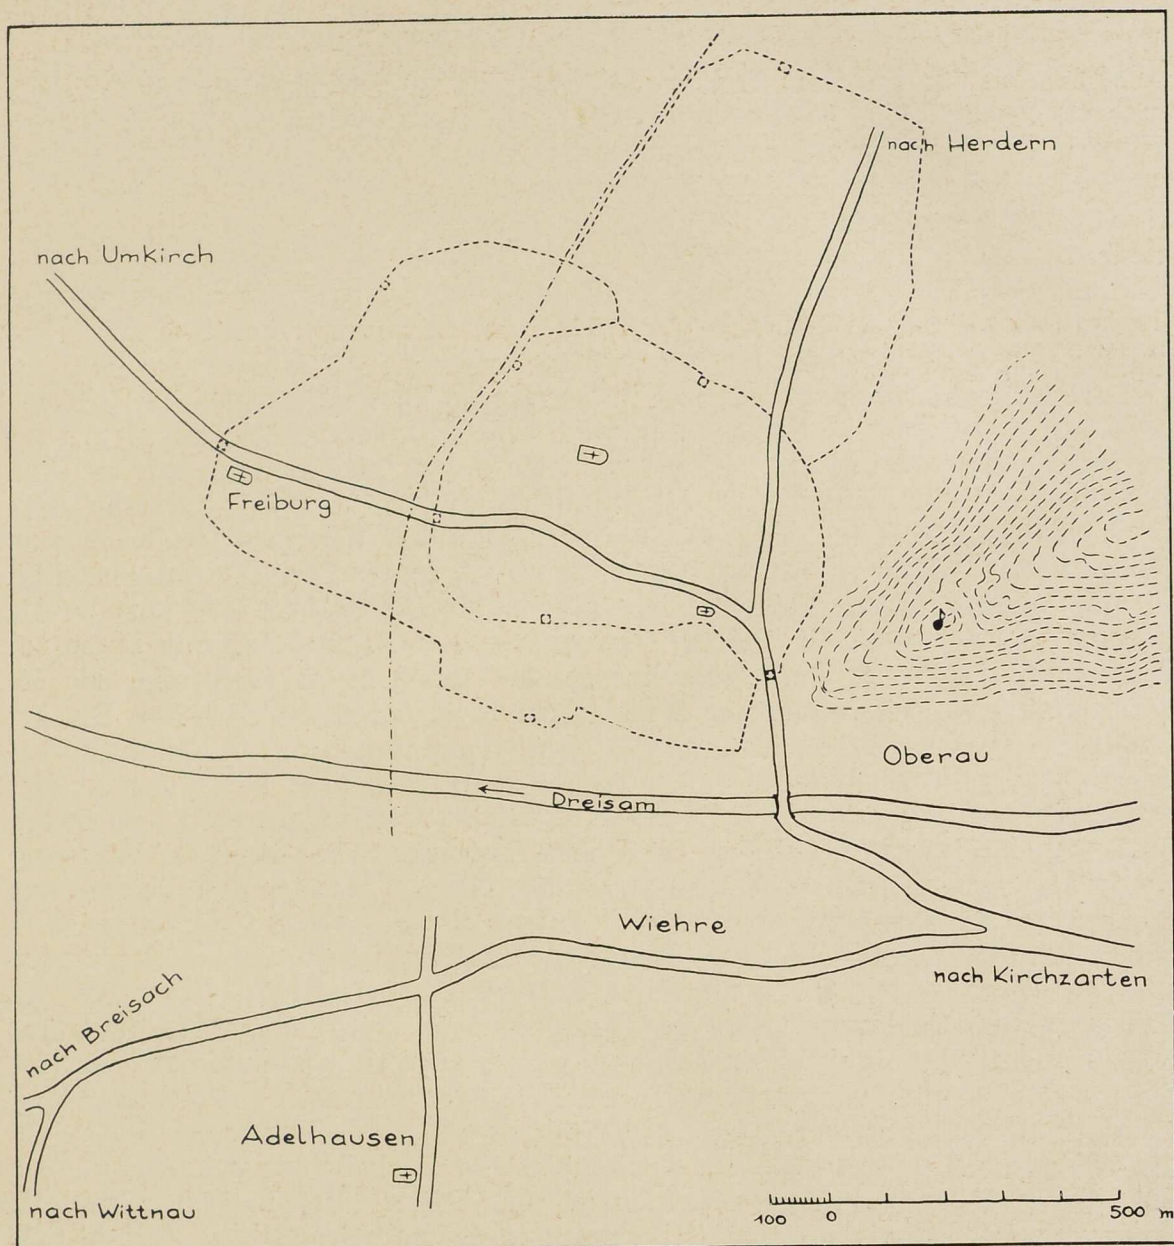 nach Herdern
nach Umkirch
Freiburg
Oberau
Dreisam
Wiehre
nach Kirchzarten
nach Breisach
Adelhausen
nach Wittnau
100 0 500 m